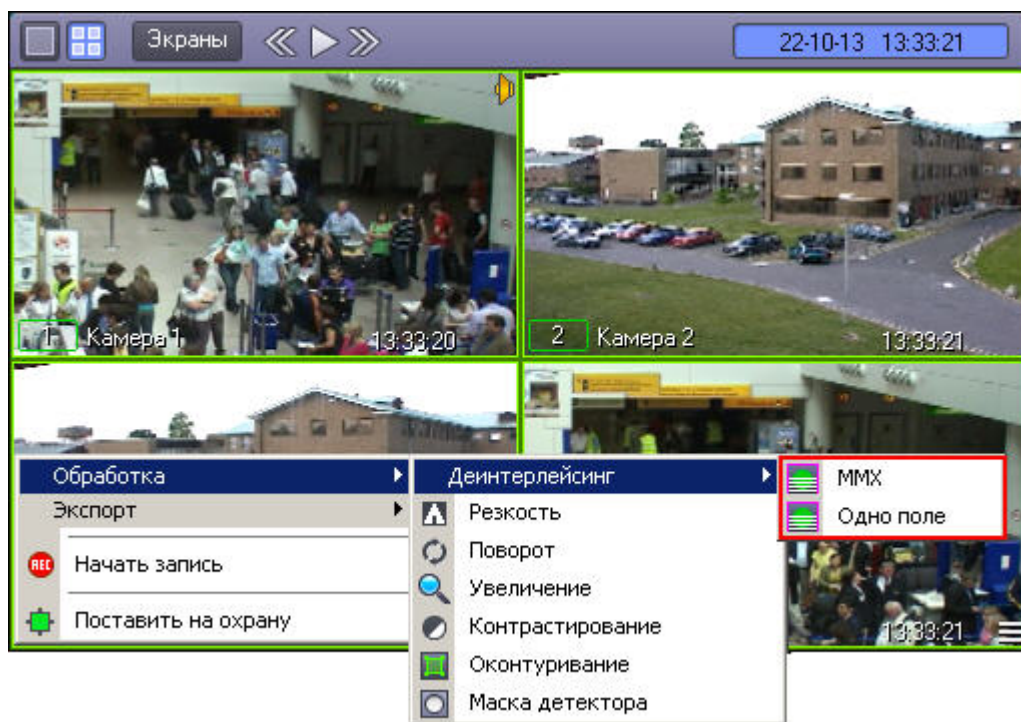 Экраны
22-10-13 13:33:21
1 Камера 1 13:33:20
2 Камера 2 13:33:21
Обработка
Экспорт
REC Начать запись
Поставить на охрану
Деинтерлейсинг
Резкость
Поворот
Увеличение
Контрастирование
Оконтуривание
Маска детектора
MMX
Одно поле
13:33:21